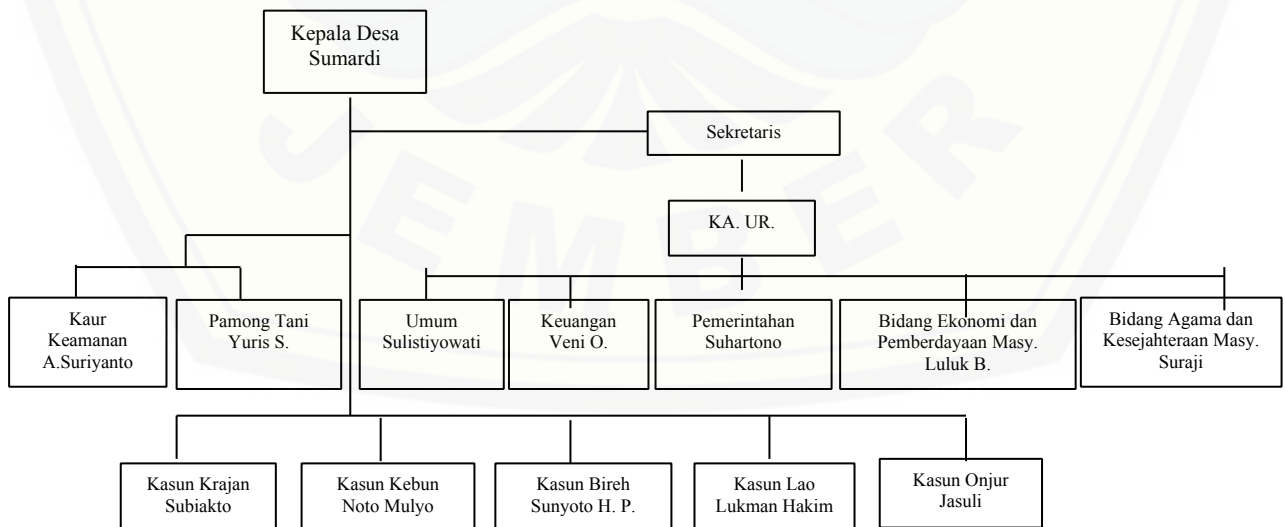 Kepala Desa
Sumardi
Sekretaris
KA. UR.
Kaur
Keamanan
A.Suriyanto
Pamong Tani
Yuris S.
Umum
Sulistiyowati
Keuangan
Veni O.
Pemerintahan
Suhartono
Bidang Ekonomi dan
Pemberdayaan Masy.
Luluk B.
Bidang Agama dan
Kesejahteraan Masy.
Suraji
Kasun Krajan
Subiakto
Kasun Kebun
Noto Mulyo
Kasun Bireh
Sunyoto H. P.
Kasun Lao
Lukman Hakim
Kasun Onjur
Jasuli
JEMBER